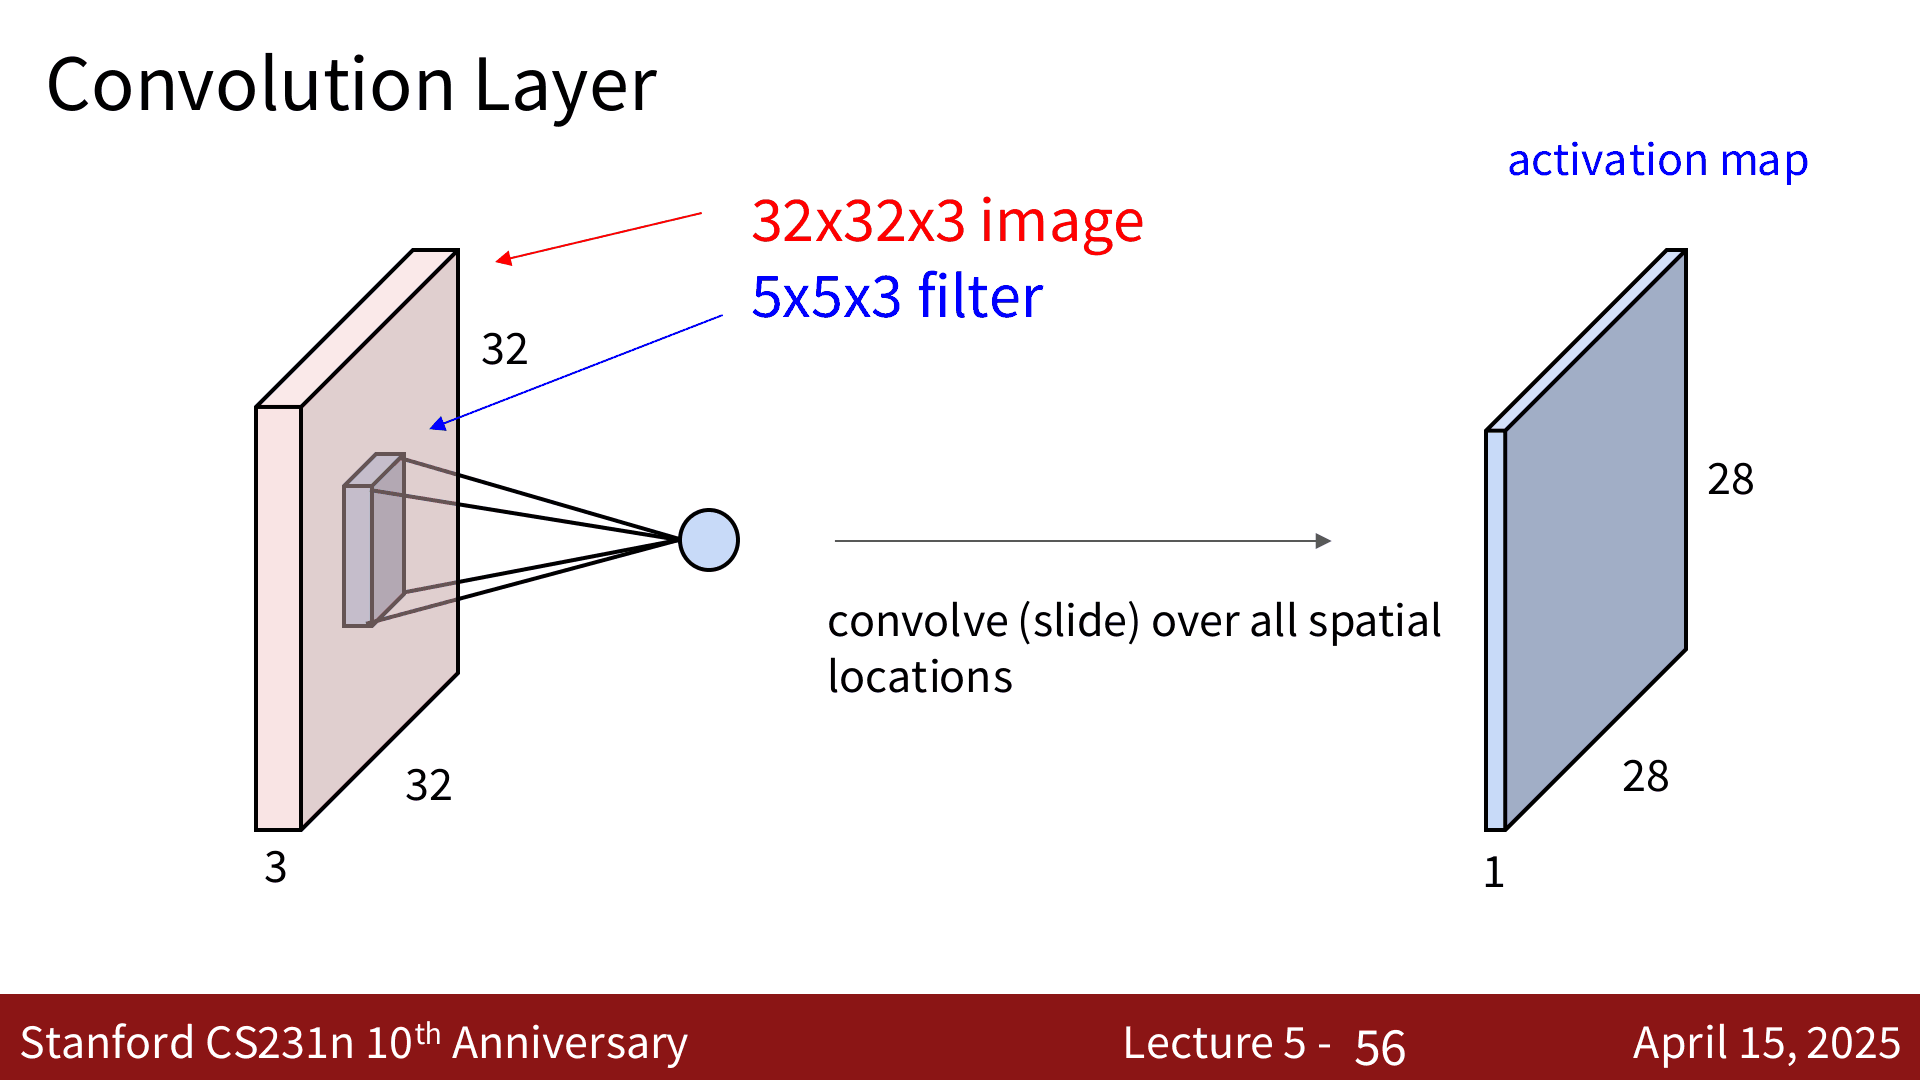 Convolution Layer
activation map
32x32x3 image
5x5x3 filter
32
28
convolve (slide) over all spatial
locations
32
28
3
1
Stanford CS231n 10th Anniversary
Lecture 5 - 56
April 15, 2025